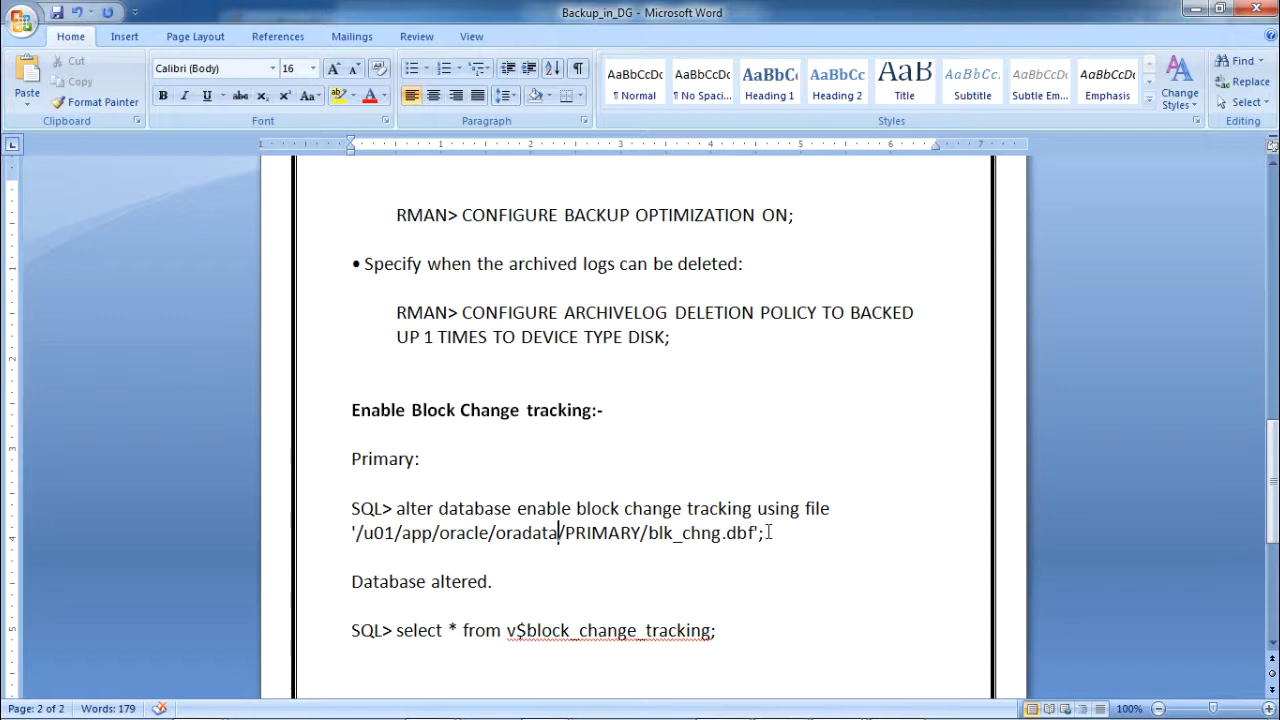 Backup_in_DG - Microsoft Word
Home Insert Page Layout References Mailings Review View
Paste
Cut
Copy
Format Painter
Clipboard
Calibri (Body) 16
Font
Paragraph
AaBbCcDc AaBbCcDc AaBbCc AaBbCc AaB AaBbCc. AaBbCcDc AaBbCcDc
¶ Normal ¶ No Spaci... Heading 1 Heading 2 Title Subtitle Subtle Em... Emphasis
Change Styles
Styles
Find
Replace
Select
Editing
RMAN> CONFIGURE BACKUP OPTIMIZATION ON;
• Specify when the archived logs can be deleted:
RMAN> CONFIGURE ARCHIVELOG DELETION POLICY TO BACKED
UP 1 TIMES TO DEVICE TYPE DISK;
Enable Block Change tracking:-
Primary:
SQL> alter database enable block change tracking using file
'/u01/app/oracle/oradata/PRIMARY/blk_chng.dbf';
Database altered.
SQL> select * from v$block_change_tracking;
Page: 2 of 2 Words: 179 100%